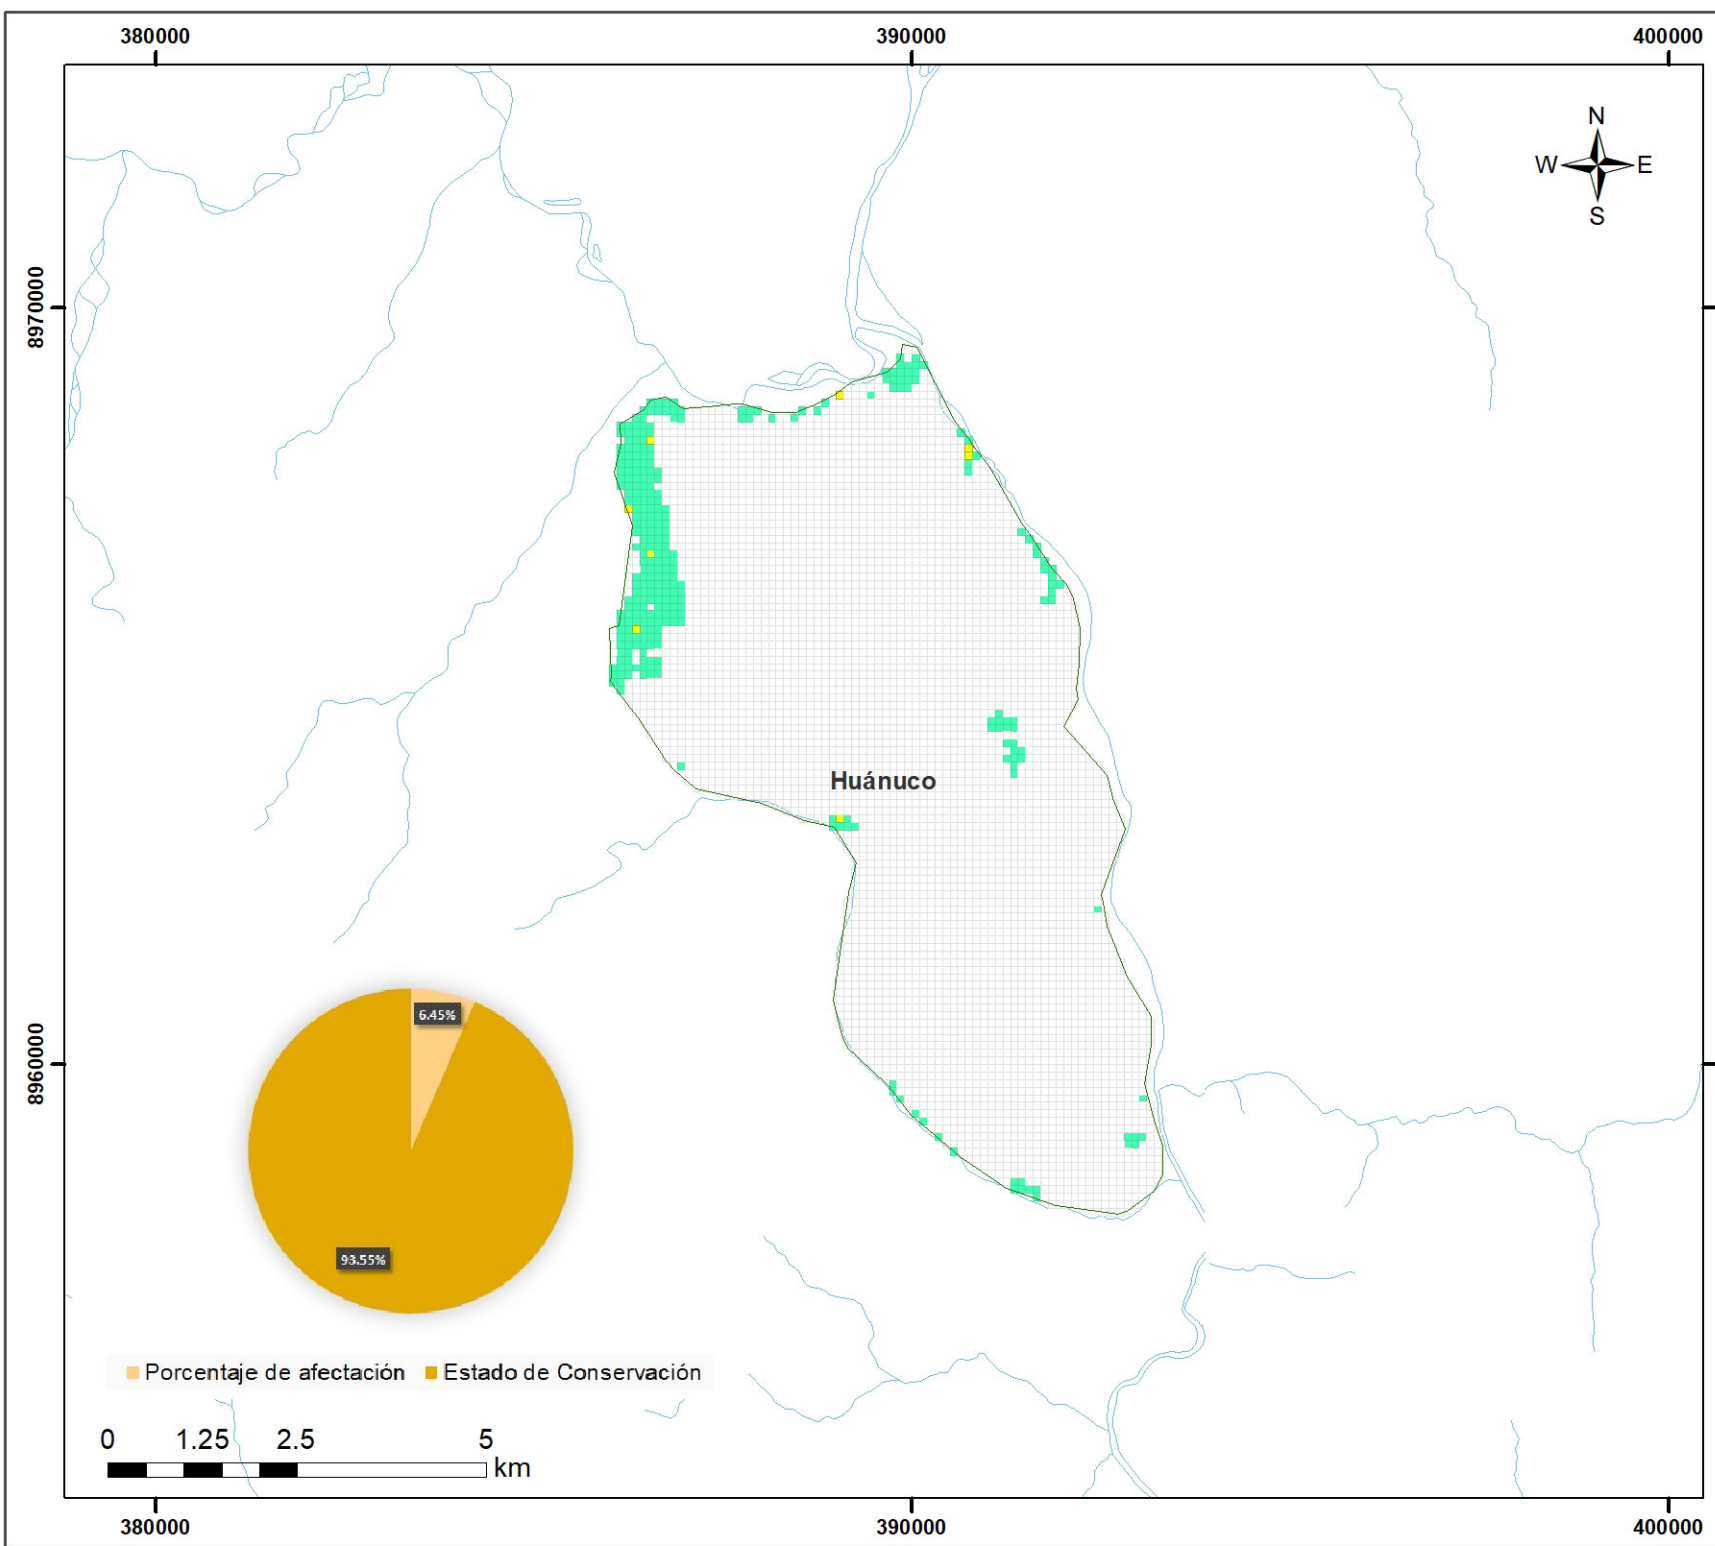 380000 390000 400000
N
W E
S
8970000
Huánuco
8960000
6.45%
93.55%
Porcentaje de afectación Estado de Conservación
0 1.25 2.5 5
km
380000 390000 400000